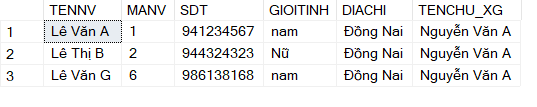 TENNV MANV SDT GIOITINH DIACHI TENCHU_XG
1 Lê Văn A 1 941234567 nam Đồng Nai Nguyễn Văn A
2 Lê Thị B 2 944324323 Nữ Đồng Nai Nguyễn Văn A
3 Lê Văn G 6 986138168 nam Đồng Nai Nguyễn Văn A